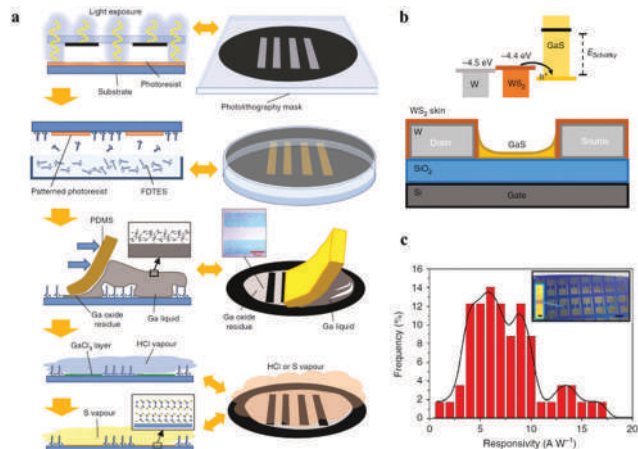 a
Light exposure
Photoresist
Substrate
Photolithography mask
Patterned photoresist
FDTES
PDMS
Ga oxide
residue
Ga liquid
Ga oxide
residue
Ga liquid
GaCl3 layer
HCl vapour
HCl or S vapour
S vapour
b
GaS
−4.5 eV
−4.4 eV
ESchottky
W
WS2
h+
WS2 skin
W
Drain
GaS
Source
SiO2
Si
Gate
c
Frequency (%)
16
14
12
10
8
6
4
2
0
0
5
10
15
20
Responsivity (A W−1)